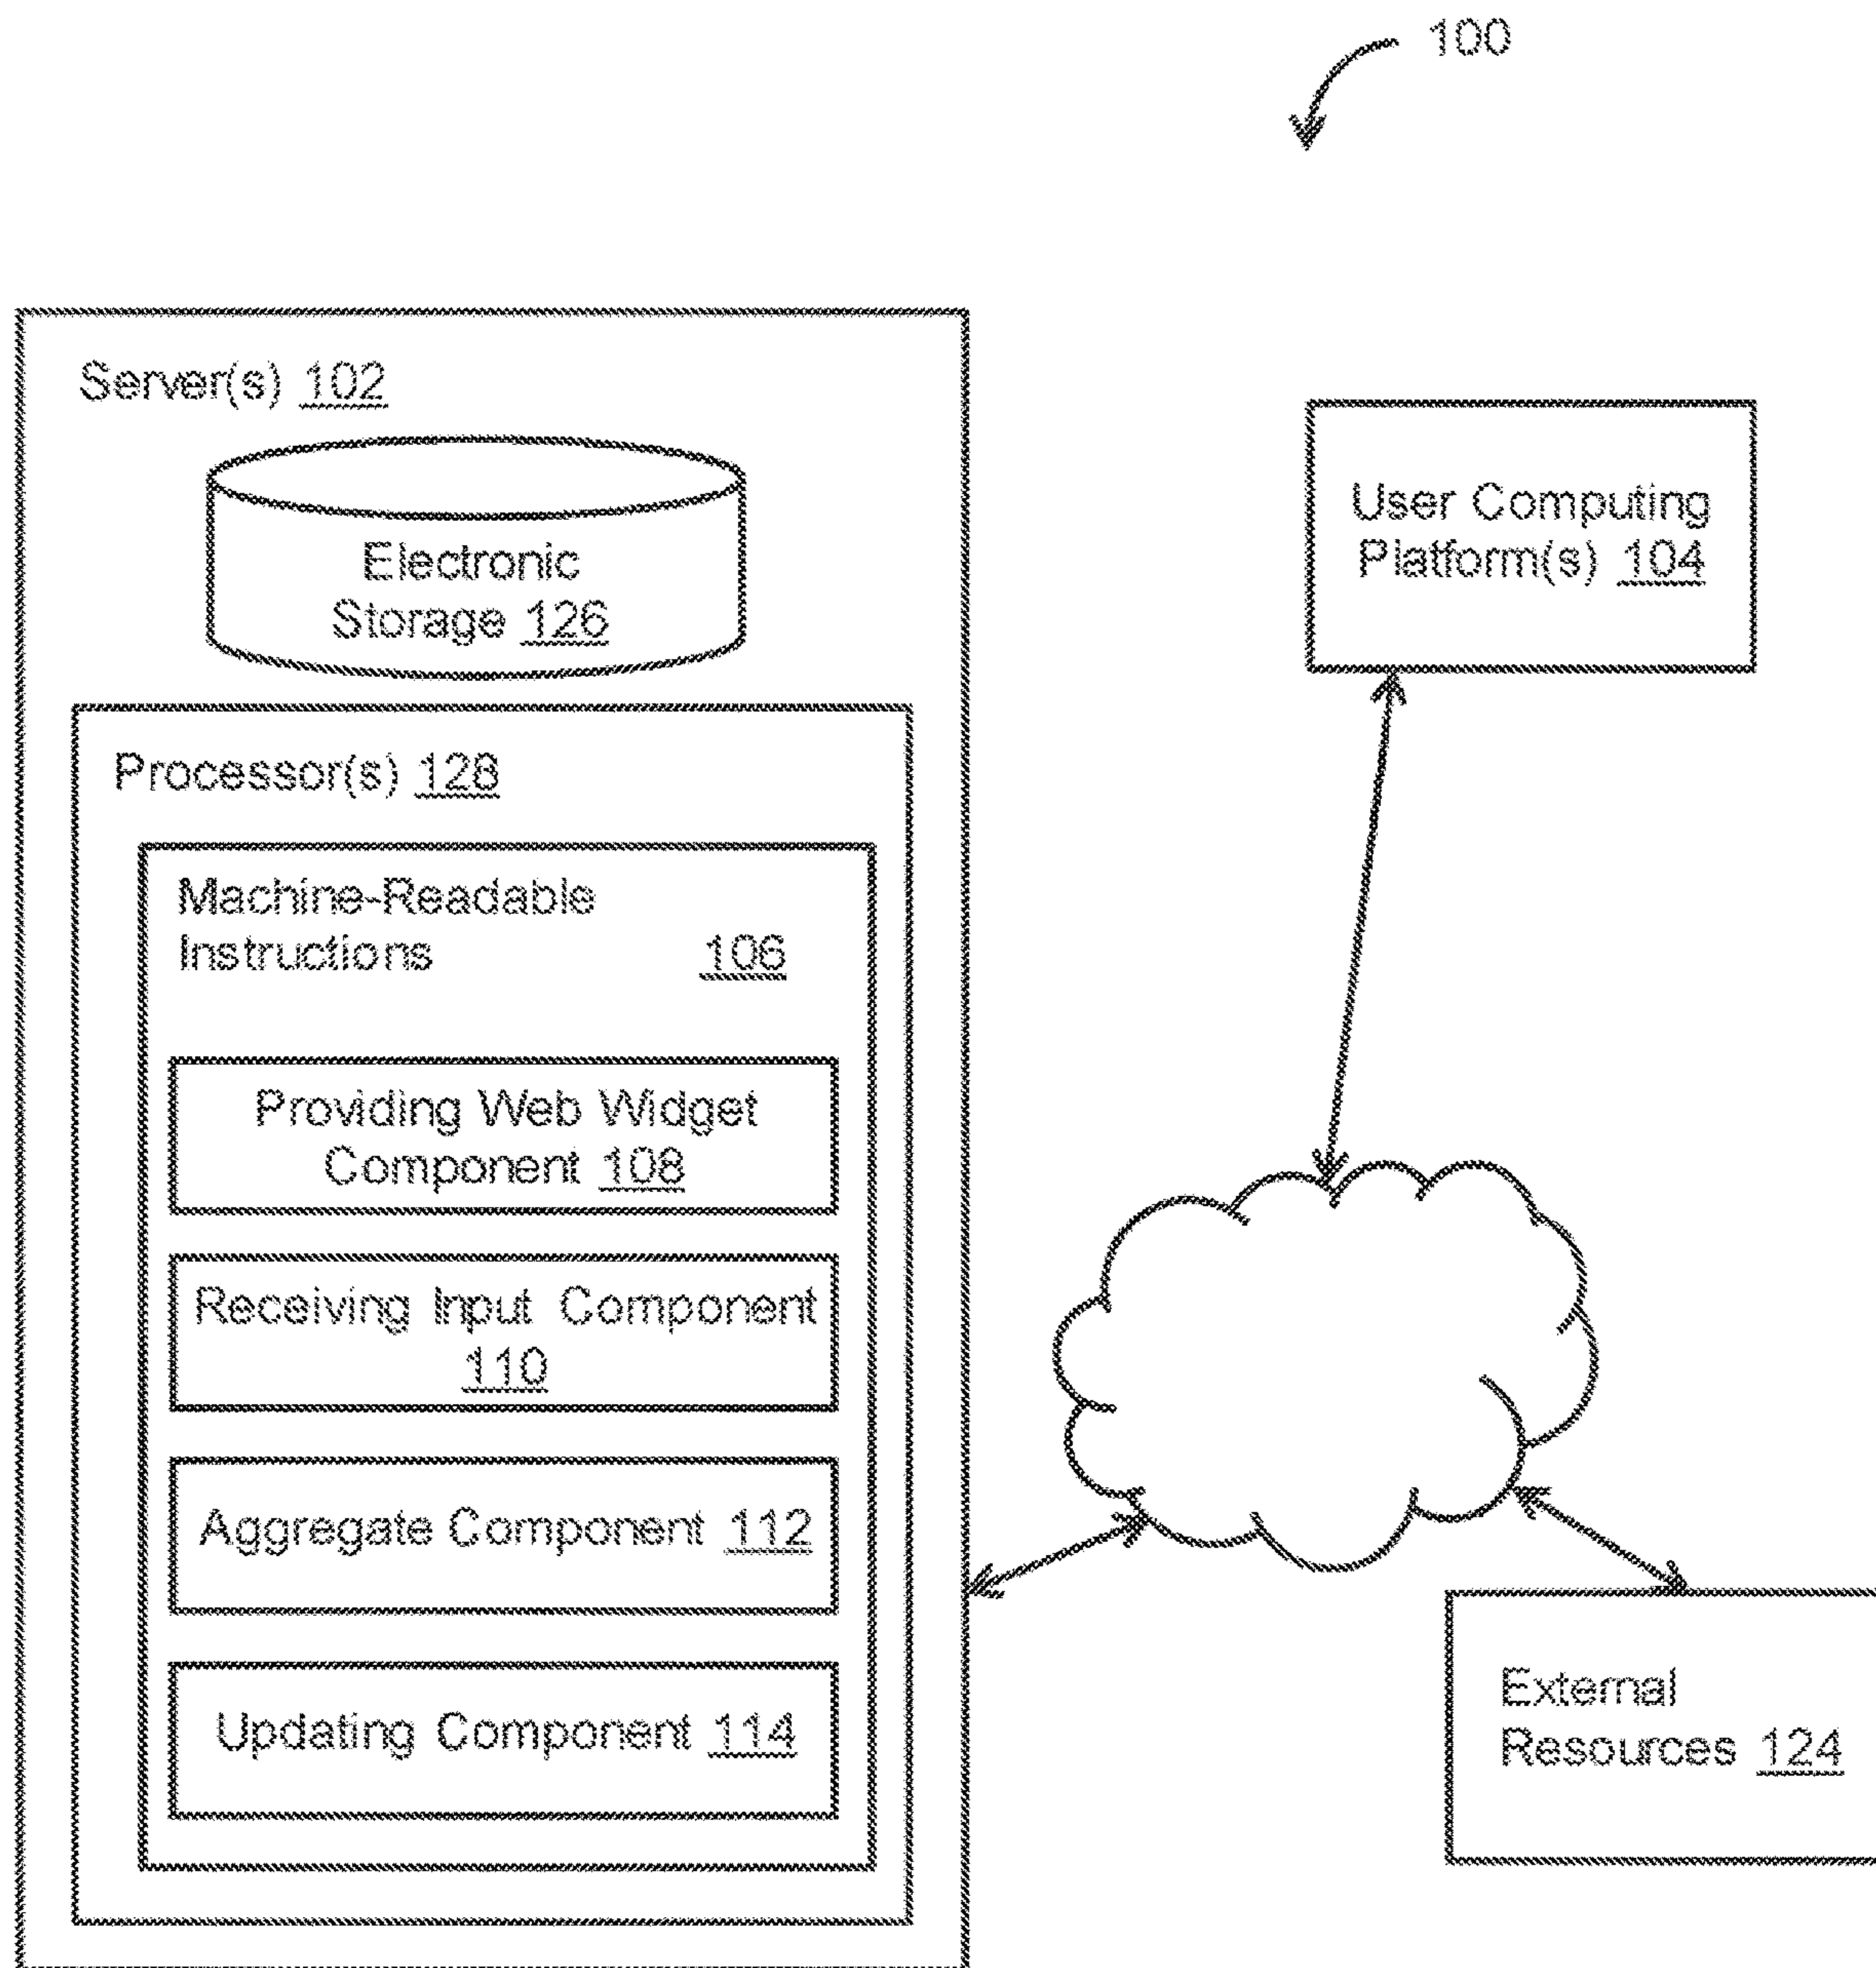 100
Server(s) 102
Electronic
Storage 126
User Computing
Platform(s) 104
Processor(s) 128
Machine-Readable
Instructions 106
Providing Web Widget
Component 108
Receiving Input Component
110
Aggregate Component 112
Updating Component 114
External
Resources 124